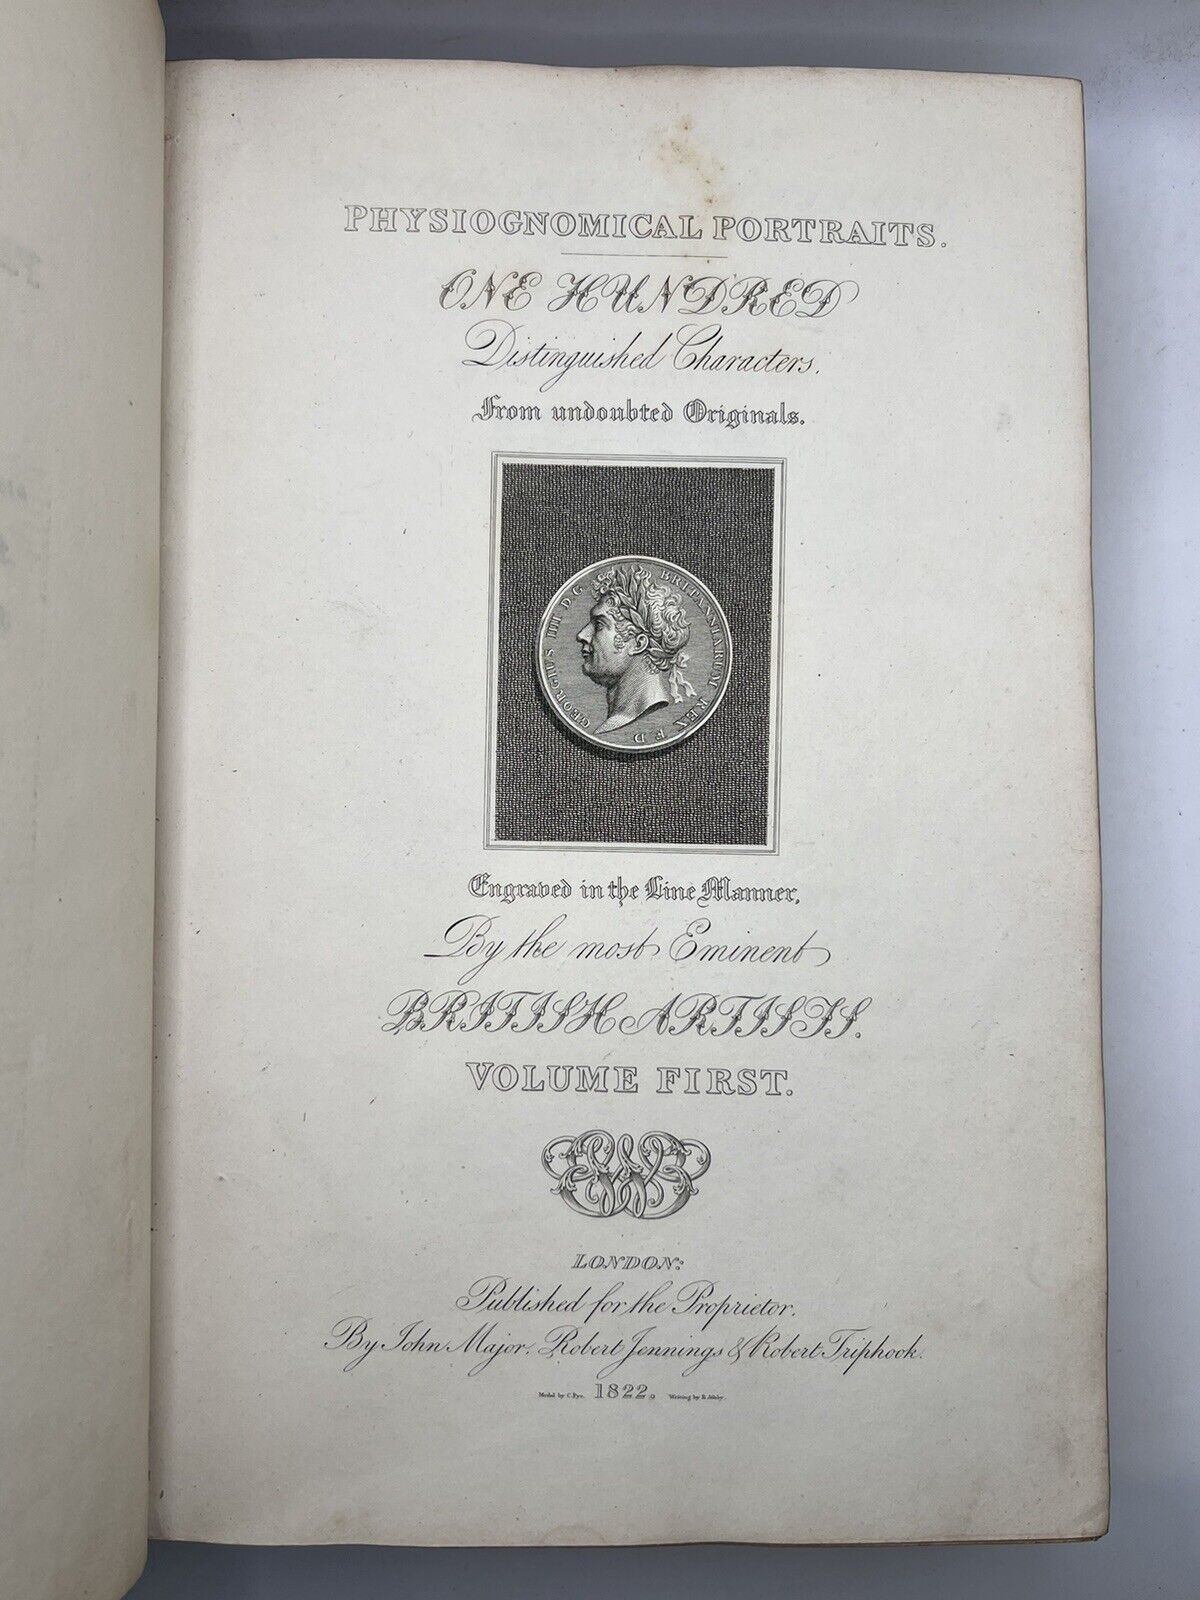 PHYSIOGNOMICAL PORTRAITS.
ONE HUNDRED
Distinguished Characters.
From undoubted Originals.
GEORGIUS IIII D.G. BRITANNIARUM REX F D
Engraved in the Line Manner,
By the most Eminent
BRITISH ARTISTS.
VOLUME FIRST.
LONDON:
Published for the Proprietor.
By John Major, Robert Jennings & Robert Triphook.
Medal by C. Pye. 1822. Writing by